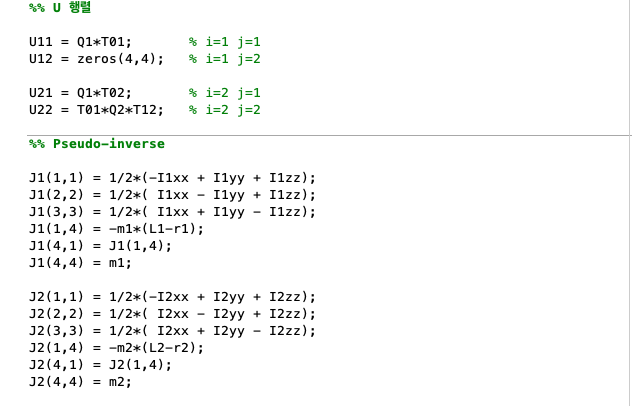 %% U 행렬
U11 = Q1*T01;       % i=1 j=1
U12 = zeros(4,4);   % i=1 j=2
U21 = Q1*T02;       % i=2 j=1
U22 = T01*Q2*T12;   % i=2 j=2
%% Pseudo-inverse
J1(1,1) = 1/2*(-I1xx + I1yy + I1zz);
J1(2,2) = 1/2*( I1xx - I1yy + I1zz);
J1(3,3) = 1/2*( I1xx + I1yy - I1zz);
J1(1,4) = -m1*(L1-r1);
J1(4,1) = J1(1,4);
J1(4,4) = m1;
J2(1,1) = 1/2*(-I2xx + I2yy + I2zz);
J2(2,2) = 1/2*( I2xx - I2yy + I2zz);
J2(3,3) = 1/2*( I2xx + I2yy - I2zz);
J2(1,4) = -m2*(L2-r2);
J2(4,1) = J2(1,4);
J2(4,4) = m2;